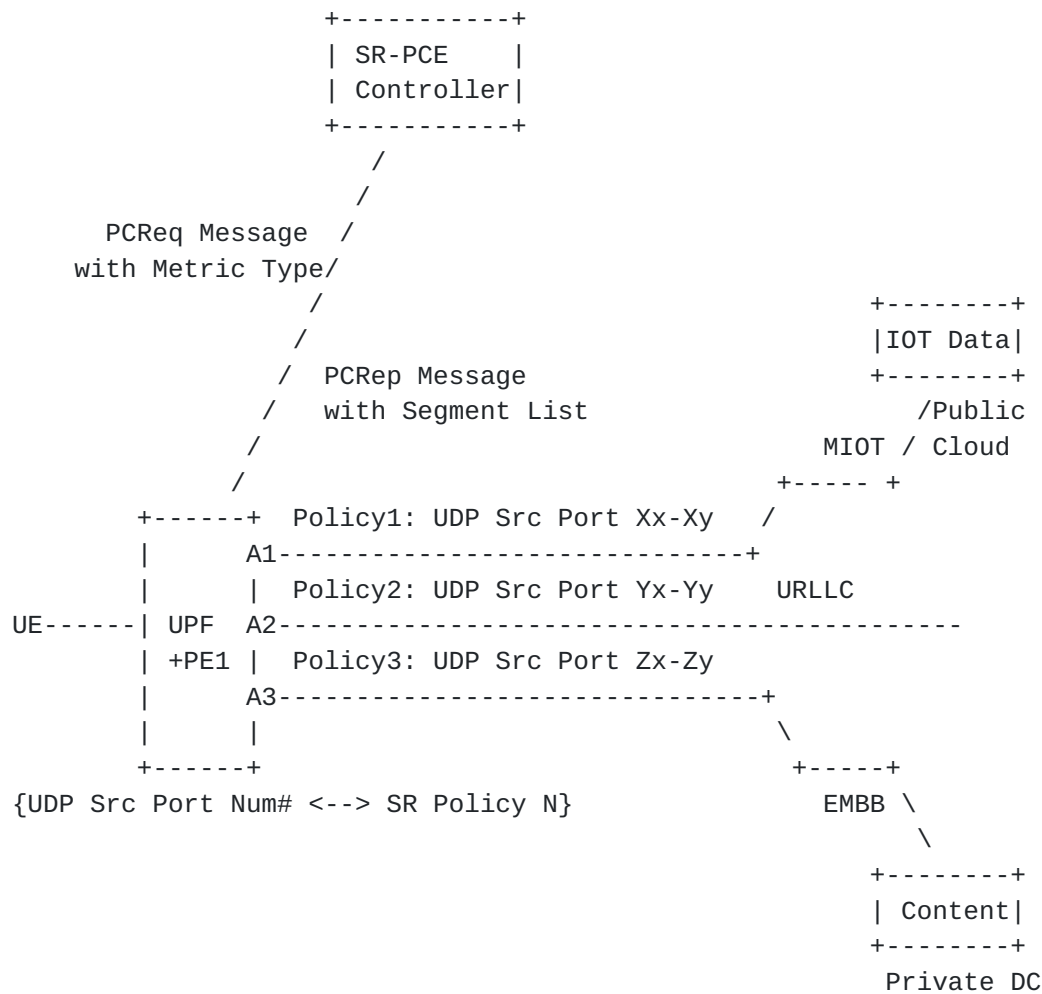 SR-PCE
Controller
PCReq Message
with Metric Type
IOT Data
PCRep Message
with Segment List
Public
MIOT Cloud
Policy1: UDP Src Port Xx-Xy
A1
Policy2: UDP Src Port Yx-Yy URLLC
UE UPF A2
+PE1 Policy3: UDP Src Port Zx-Zy
A3
{UDP Src Port Num# <--> SR Policy N} EMBB
Content
Private DC